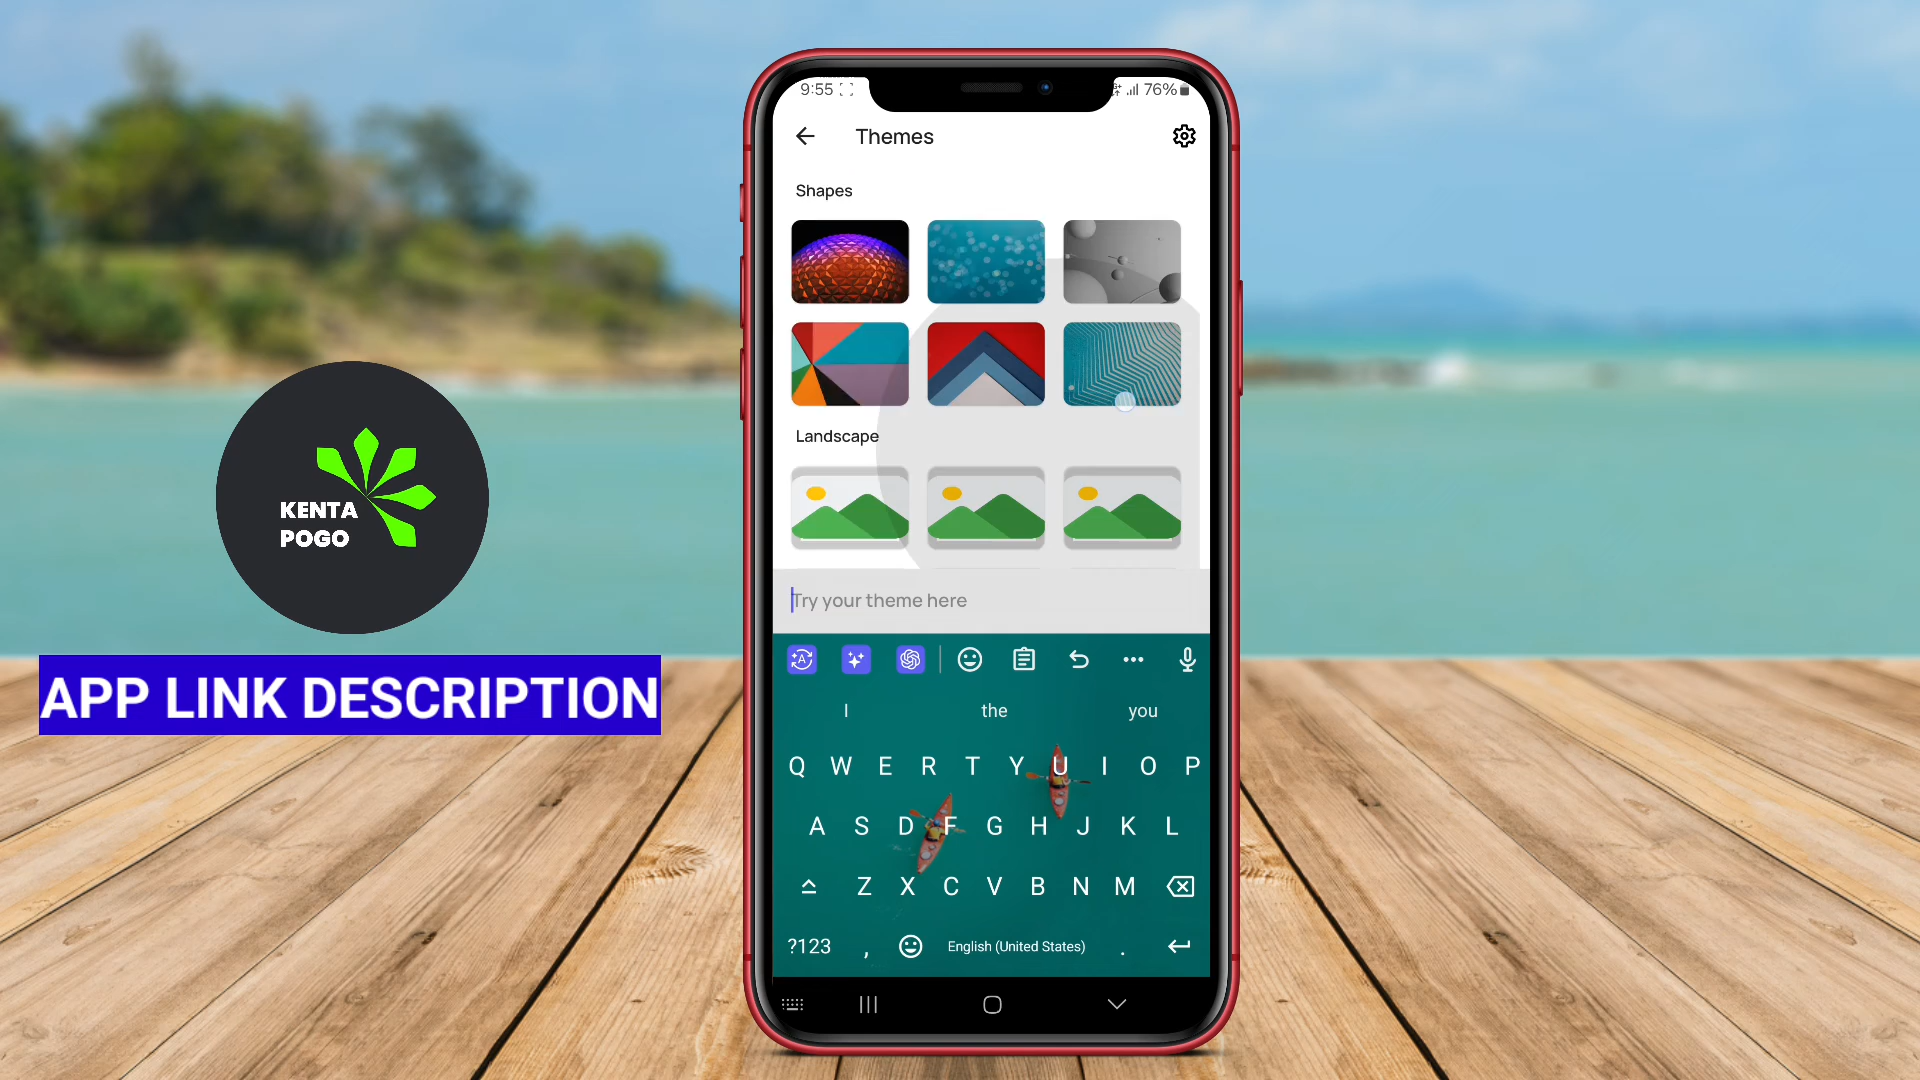 9:55
76%
Themes
Shapes
Landscape
Try your theme here
I the you
Q W E R T Y U I O P
A S D F G H J K L
Z X C V B N M
?123 , English (United States) .
KENTA
POGO
APP LINK DESCRIPTION